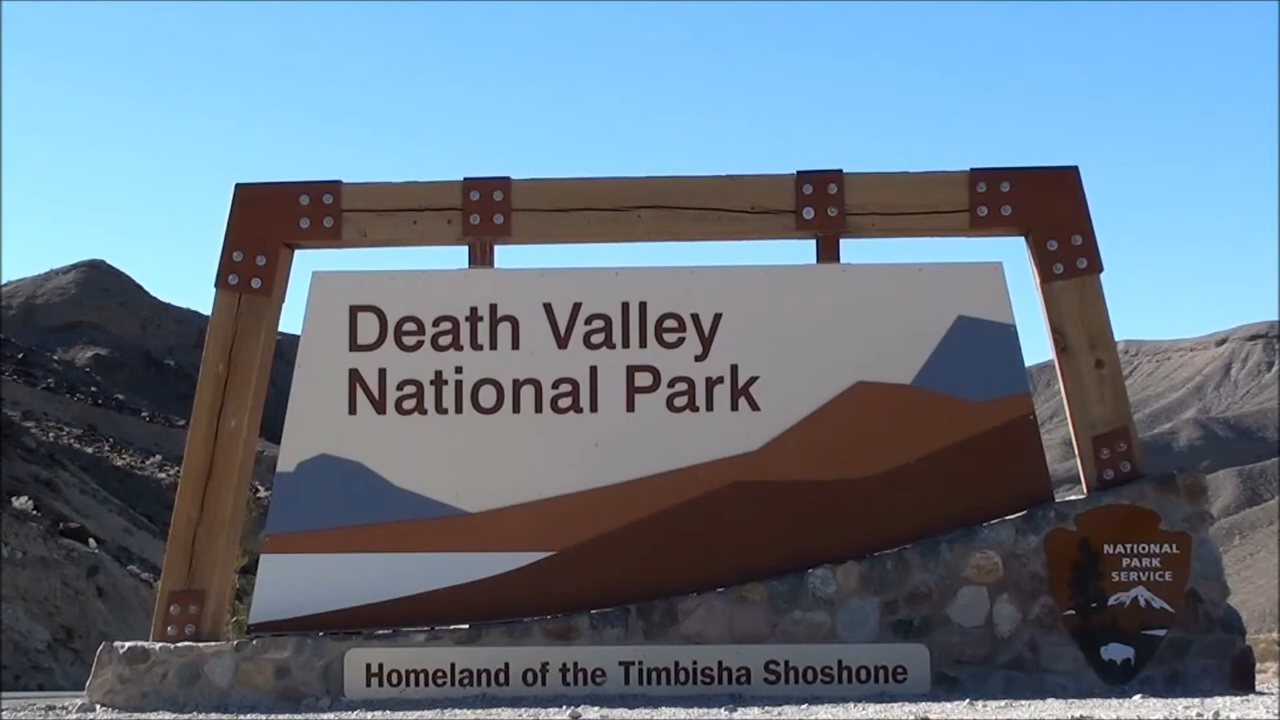 Death Valley
National Park
NATIONAL
PARK
SERVICE
Homeland of the Timbisha Shoshone